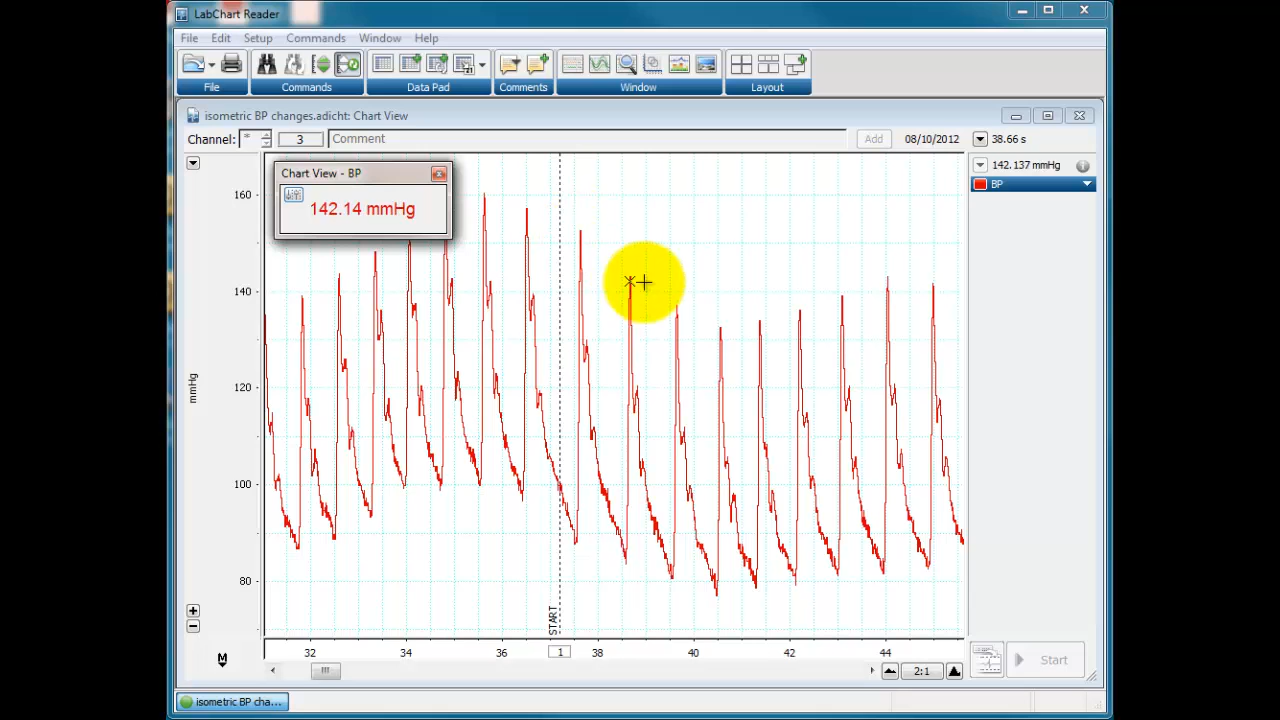 LabChart Reader
File Edit Setup Commands Window Help
File Commands Data Pad Comments Window Layout
isometric BP changes.adicht: Chart View
Channel: * 3 Comment Add 08/10/2012 38.66 s
Chart View - BP
142.14 mmHg
142.137 mmHg
BP
160
140
120
100
80
mmHg
START
32 34 36 1 38 40 42 44
M
2:1
Start
isometric BP cha...